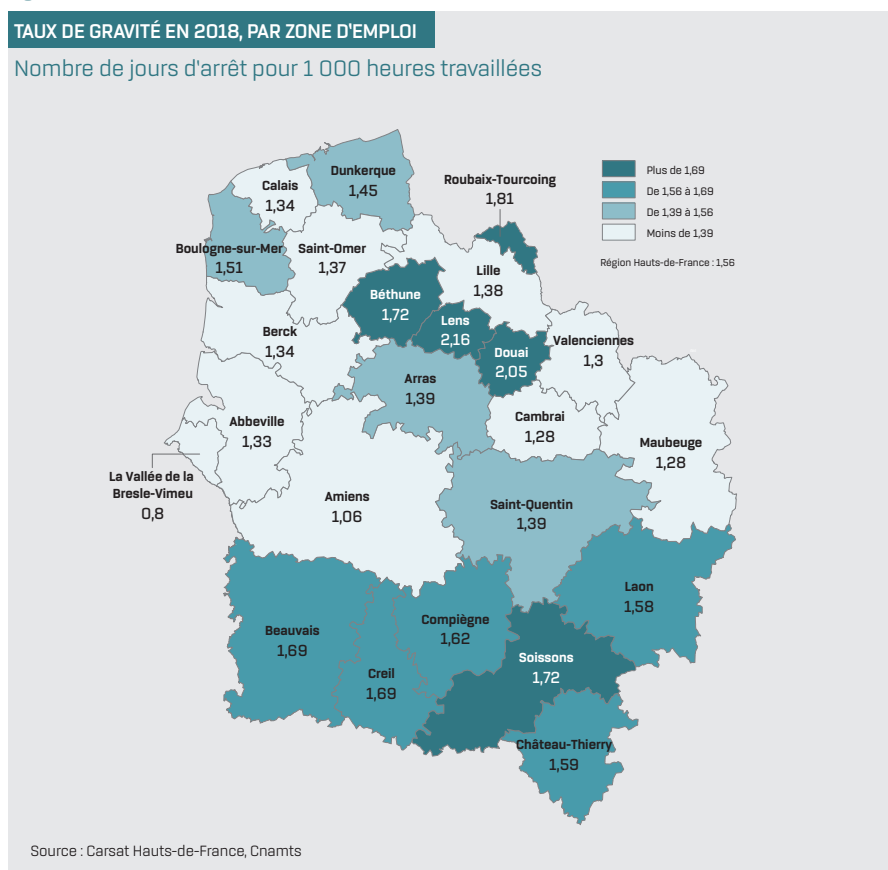 TAUX DE GRAVITÉ EN 2018, PAR ZONE D'EMPLOI
Nombre de jours d'arrêt pour 1 000 heures travaillées
Plus de 1,69
De 1,56 à 1,69
De 1,39 à 1,56
Moins de 1,39
Région Hauts-de-France : 1,56
Dunkerque
1,45
Calais
1,34
Roubaix-Tourcoing
1,81
Boulogne-sur-Mer
1,51
Saint-Omer
1,37
Lille
1,38
Béthune
1,72
Lens
2,16
Berck
1,34
Douai
2,05
Valenciennes
1,3
Arras
1,39
Abbeville
1,33
Cambrai
1,28
Maubeuge
1,28
La Vallée de la
Bresle-Vimeu
0,8
Amiens
1,06
Saint-Quentin
1,39
Laon
1,58
Beauvais
1,69
Compiègne
1,62
Creil
1,69
Soissons
1,72
Château-Thierry
1,59
Source : Carsat Hauts-de-France, Cnamts